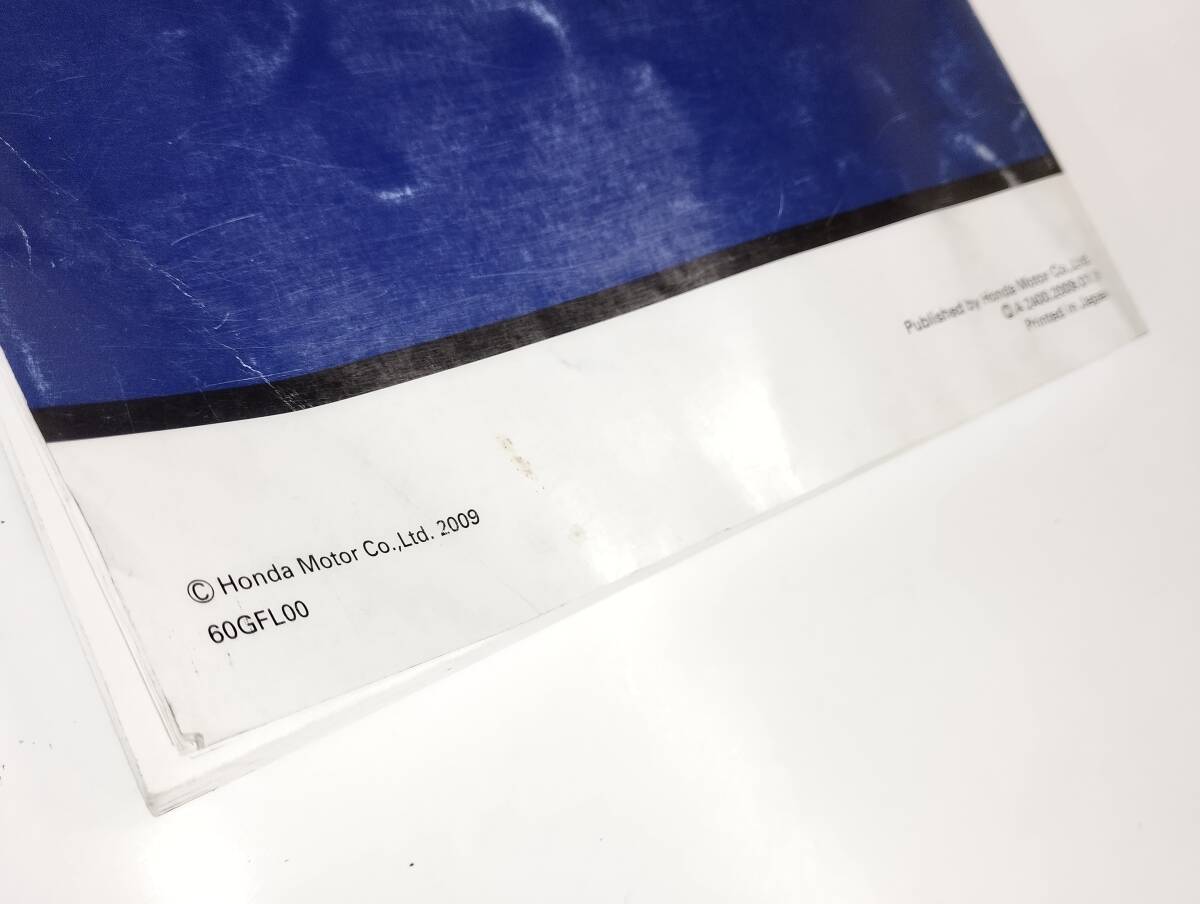 © Honda Motor Co.,Ltd. 2009
60GFL00
Published by Honda Motor Co.,Ltd.
Printed in Japan